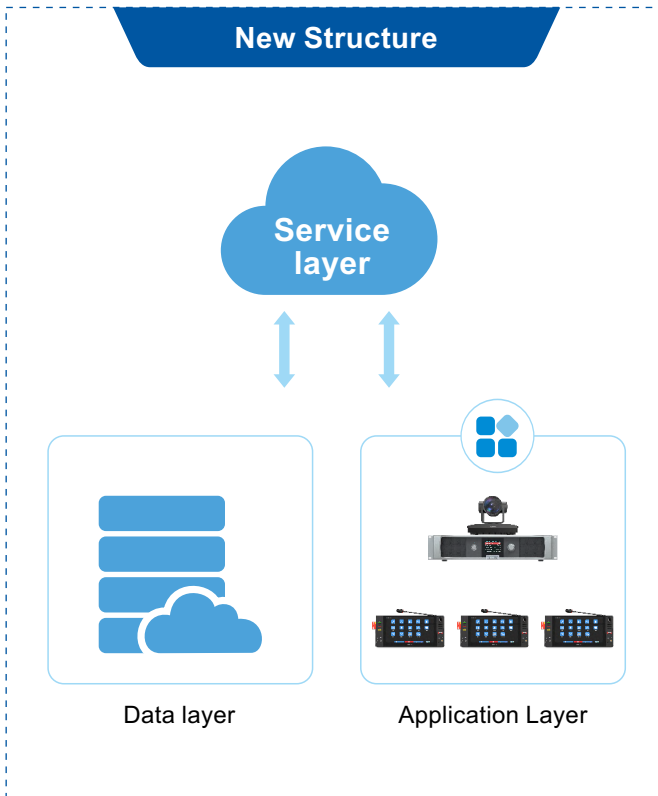 New Structure
Service
layer
Data layer
Application Layer